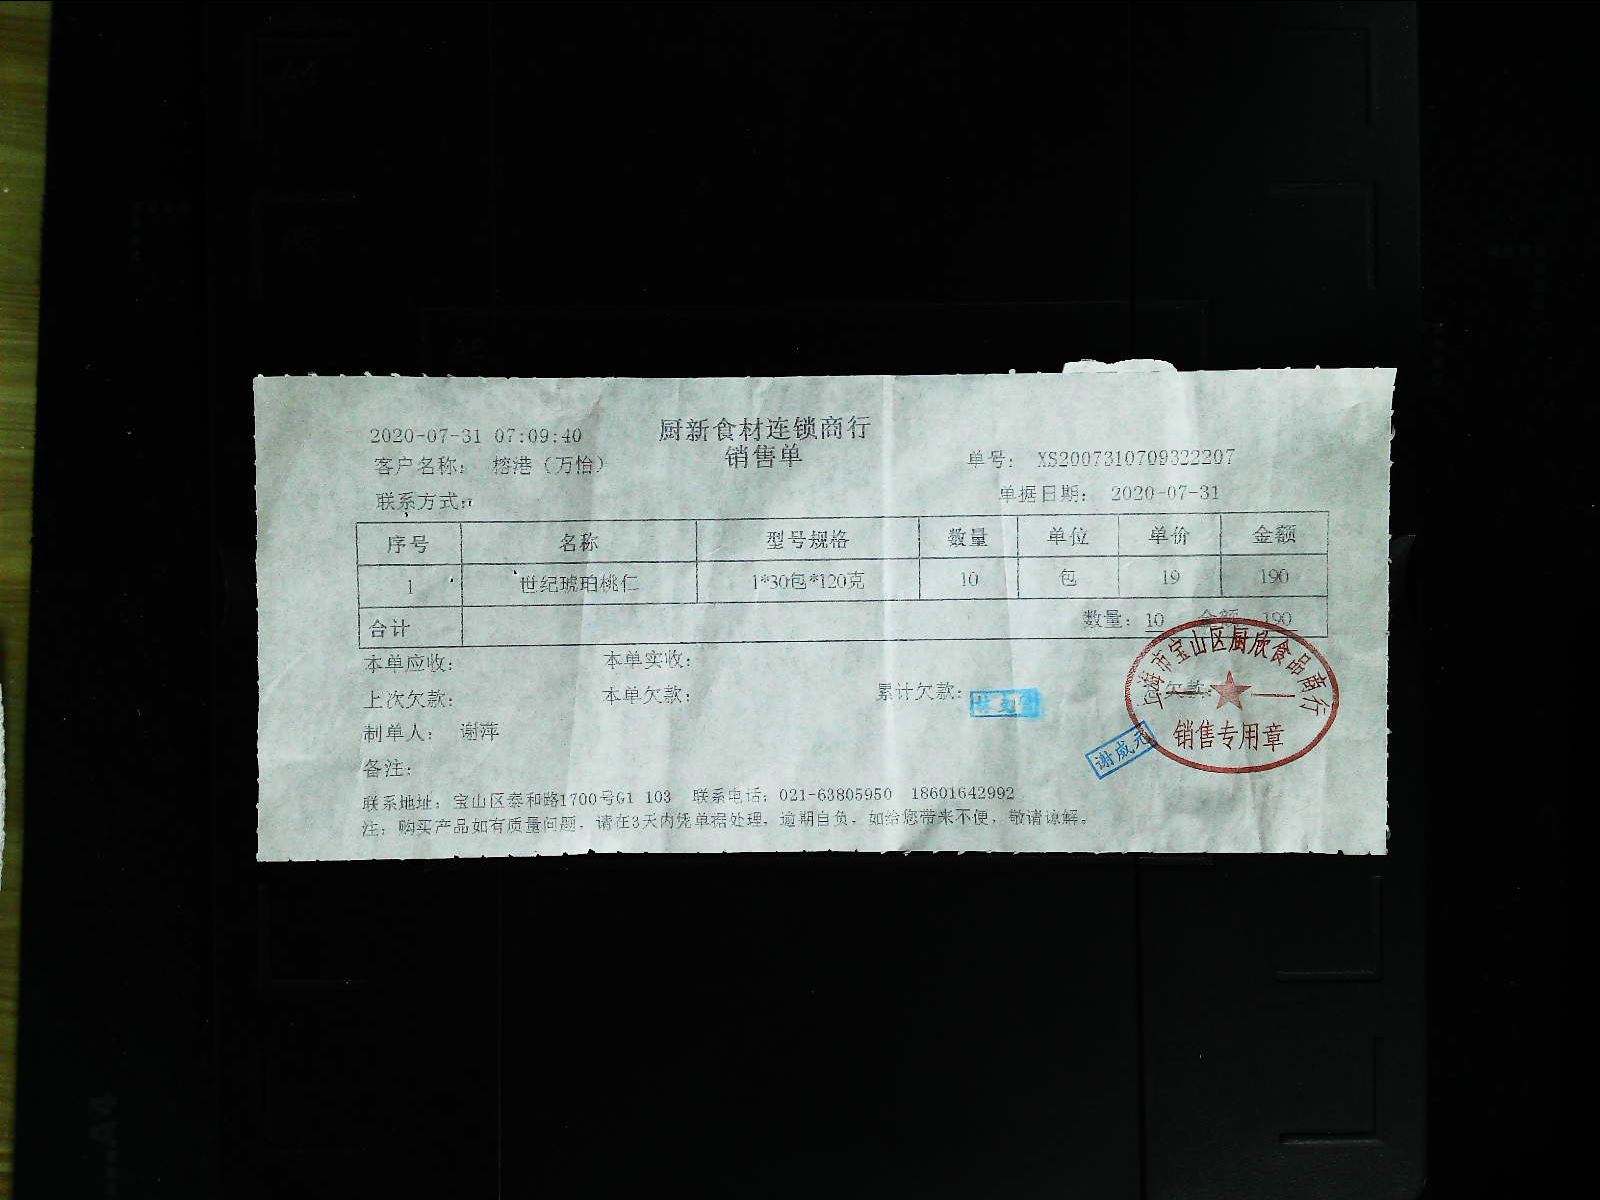 2020-07-31 07:09:40
厨新食材连锁商行
销售单
客户名称： 榕港（万怡）
单号： XS2007310709322207
联系方式：
单据日期： 2020-07-31
序号 名称 型号规格 数量 单位 单价 金额
1 世纪琥珀桃仁 1*30包*120克 10 包 19 190
合计 数量：10 金额：190
本单应收： 本单实收：
上次欠款： 本单欠款： 累计欠款： 欠款：
制单人： 谢萍
备注：
联系地址：宝山区泰和路1700号G1 103 联系电话：021-63805950 18601642992
注：购买产品如有质量问题，请在3天内凭单据处理，逾期自负，如给您带来不便，敬请谅解。
上海市宝山区厨欣食品商行
销售专用章
谢威元
A4